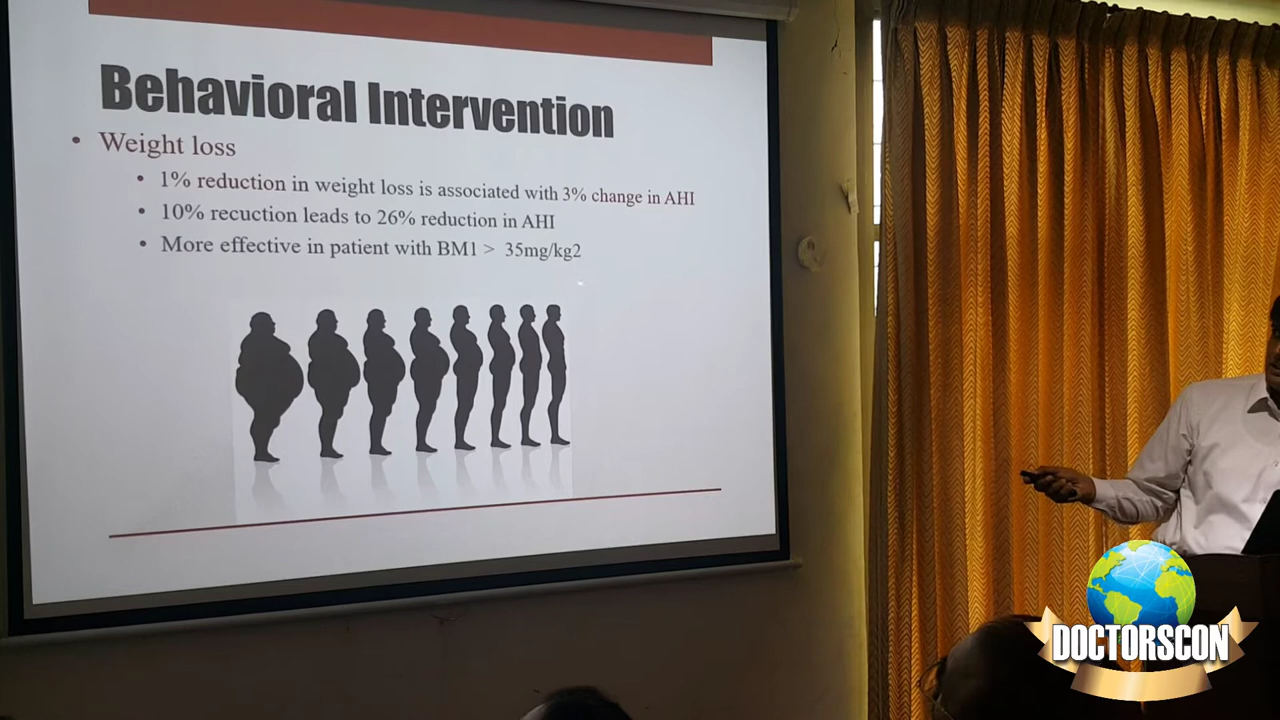 Behavioral Intervention
• Weight loss
• 1% reduction in weight loss is associated with 3% change in AHI
• 10% recuction leads to 26% reduction in AHI
• More effective in patient with BM1 > 35mg/kg2
DOCTORSCON